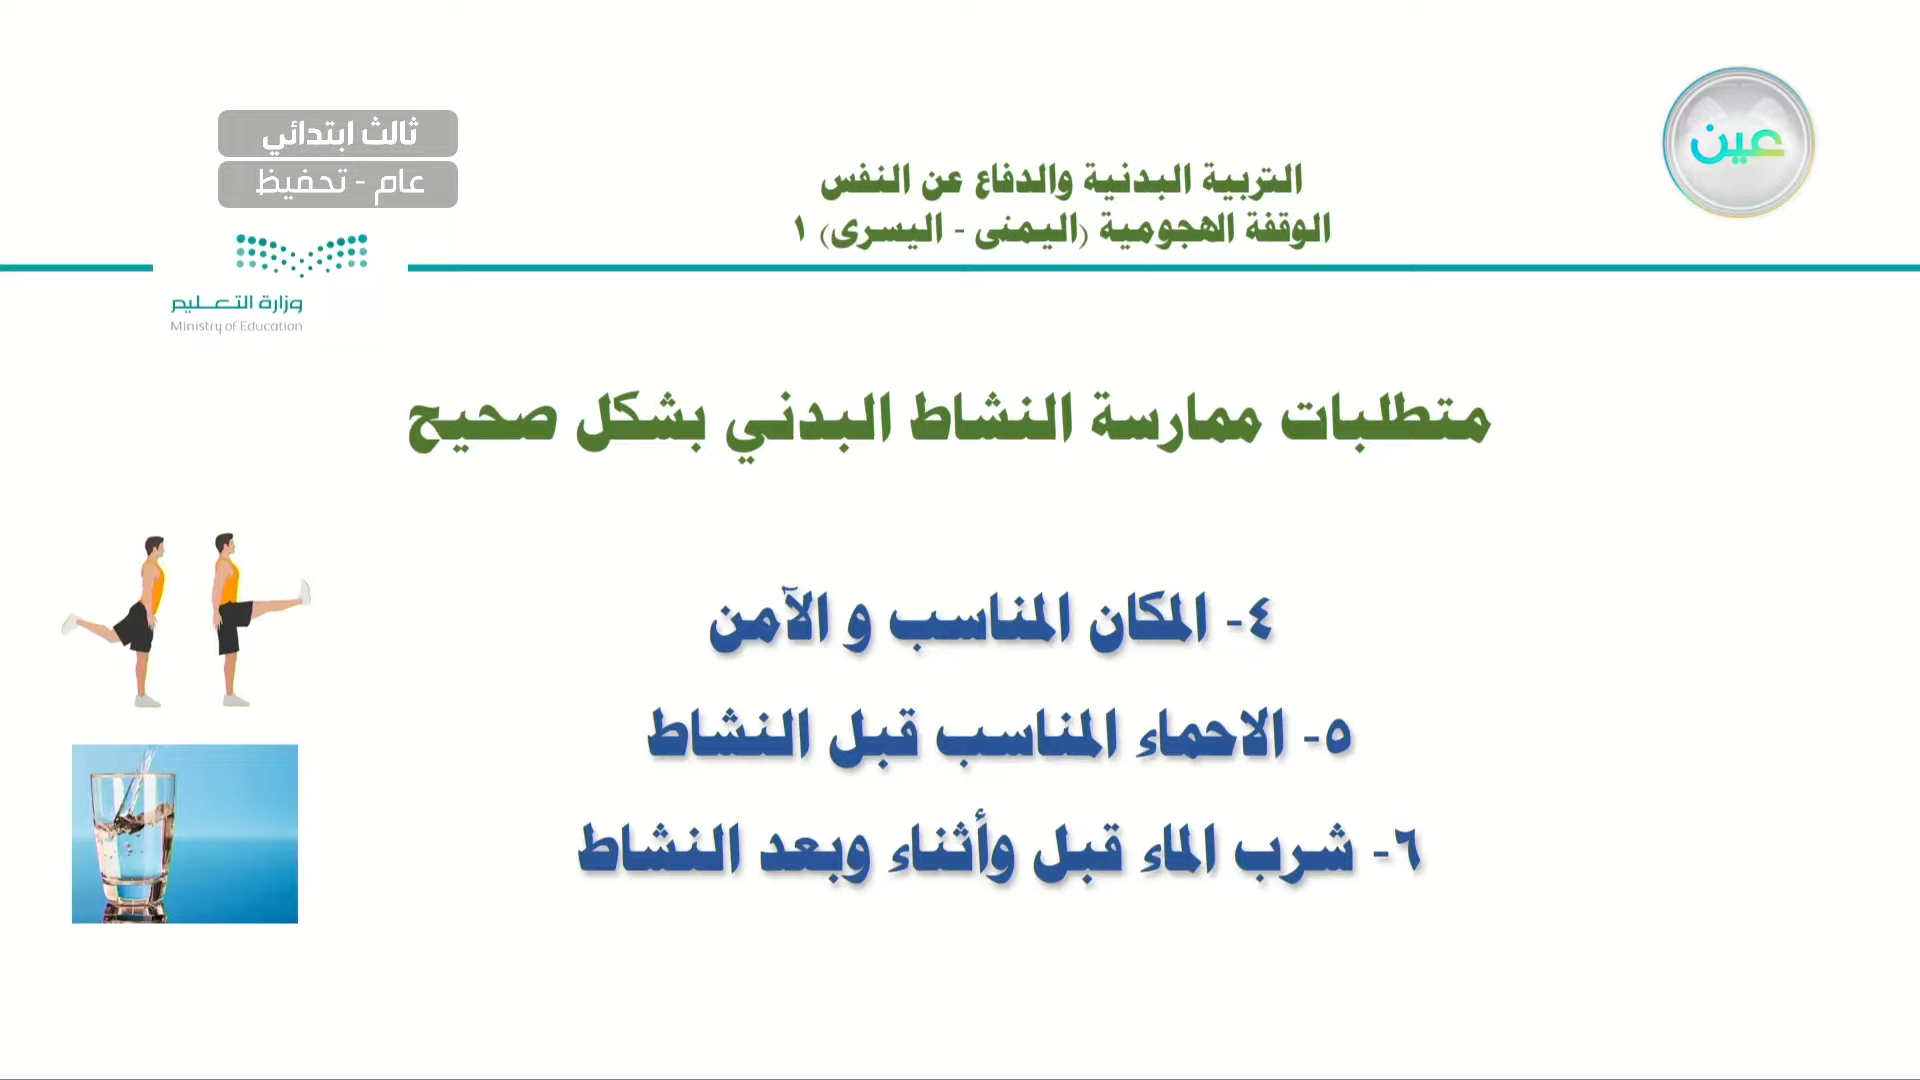 عين
ثالث ابتدائي
عام - تحفيظ
التربية البدنية والدفاع عن النفس
الوقفة الهجومية (اليمنى - اليسرى) ١
وزارة التعليم
Ministry of Education
متطلبات ممارسة النشاط البدني بشكل صحيح
٤- المكان المناسب و الآمن
٥- الاحماء المناسب قبل النشاط
٦- شرب الماء قبل وأثناء وبعد النشاط